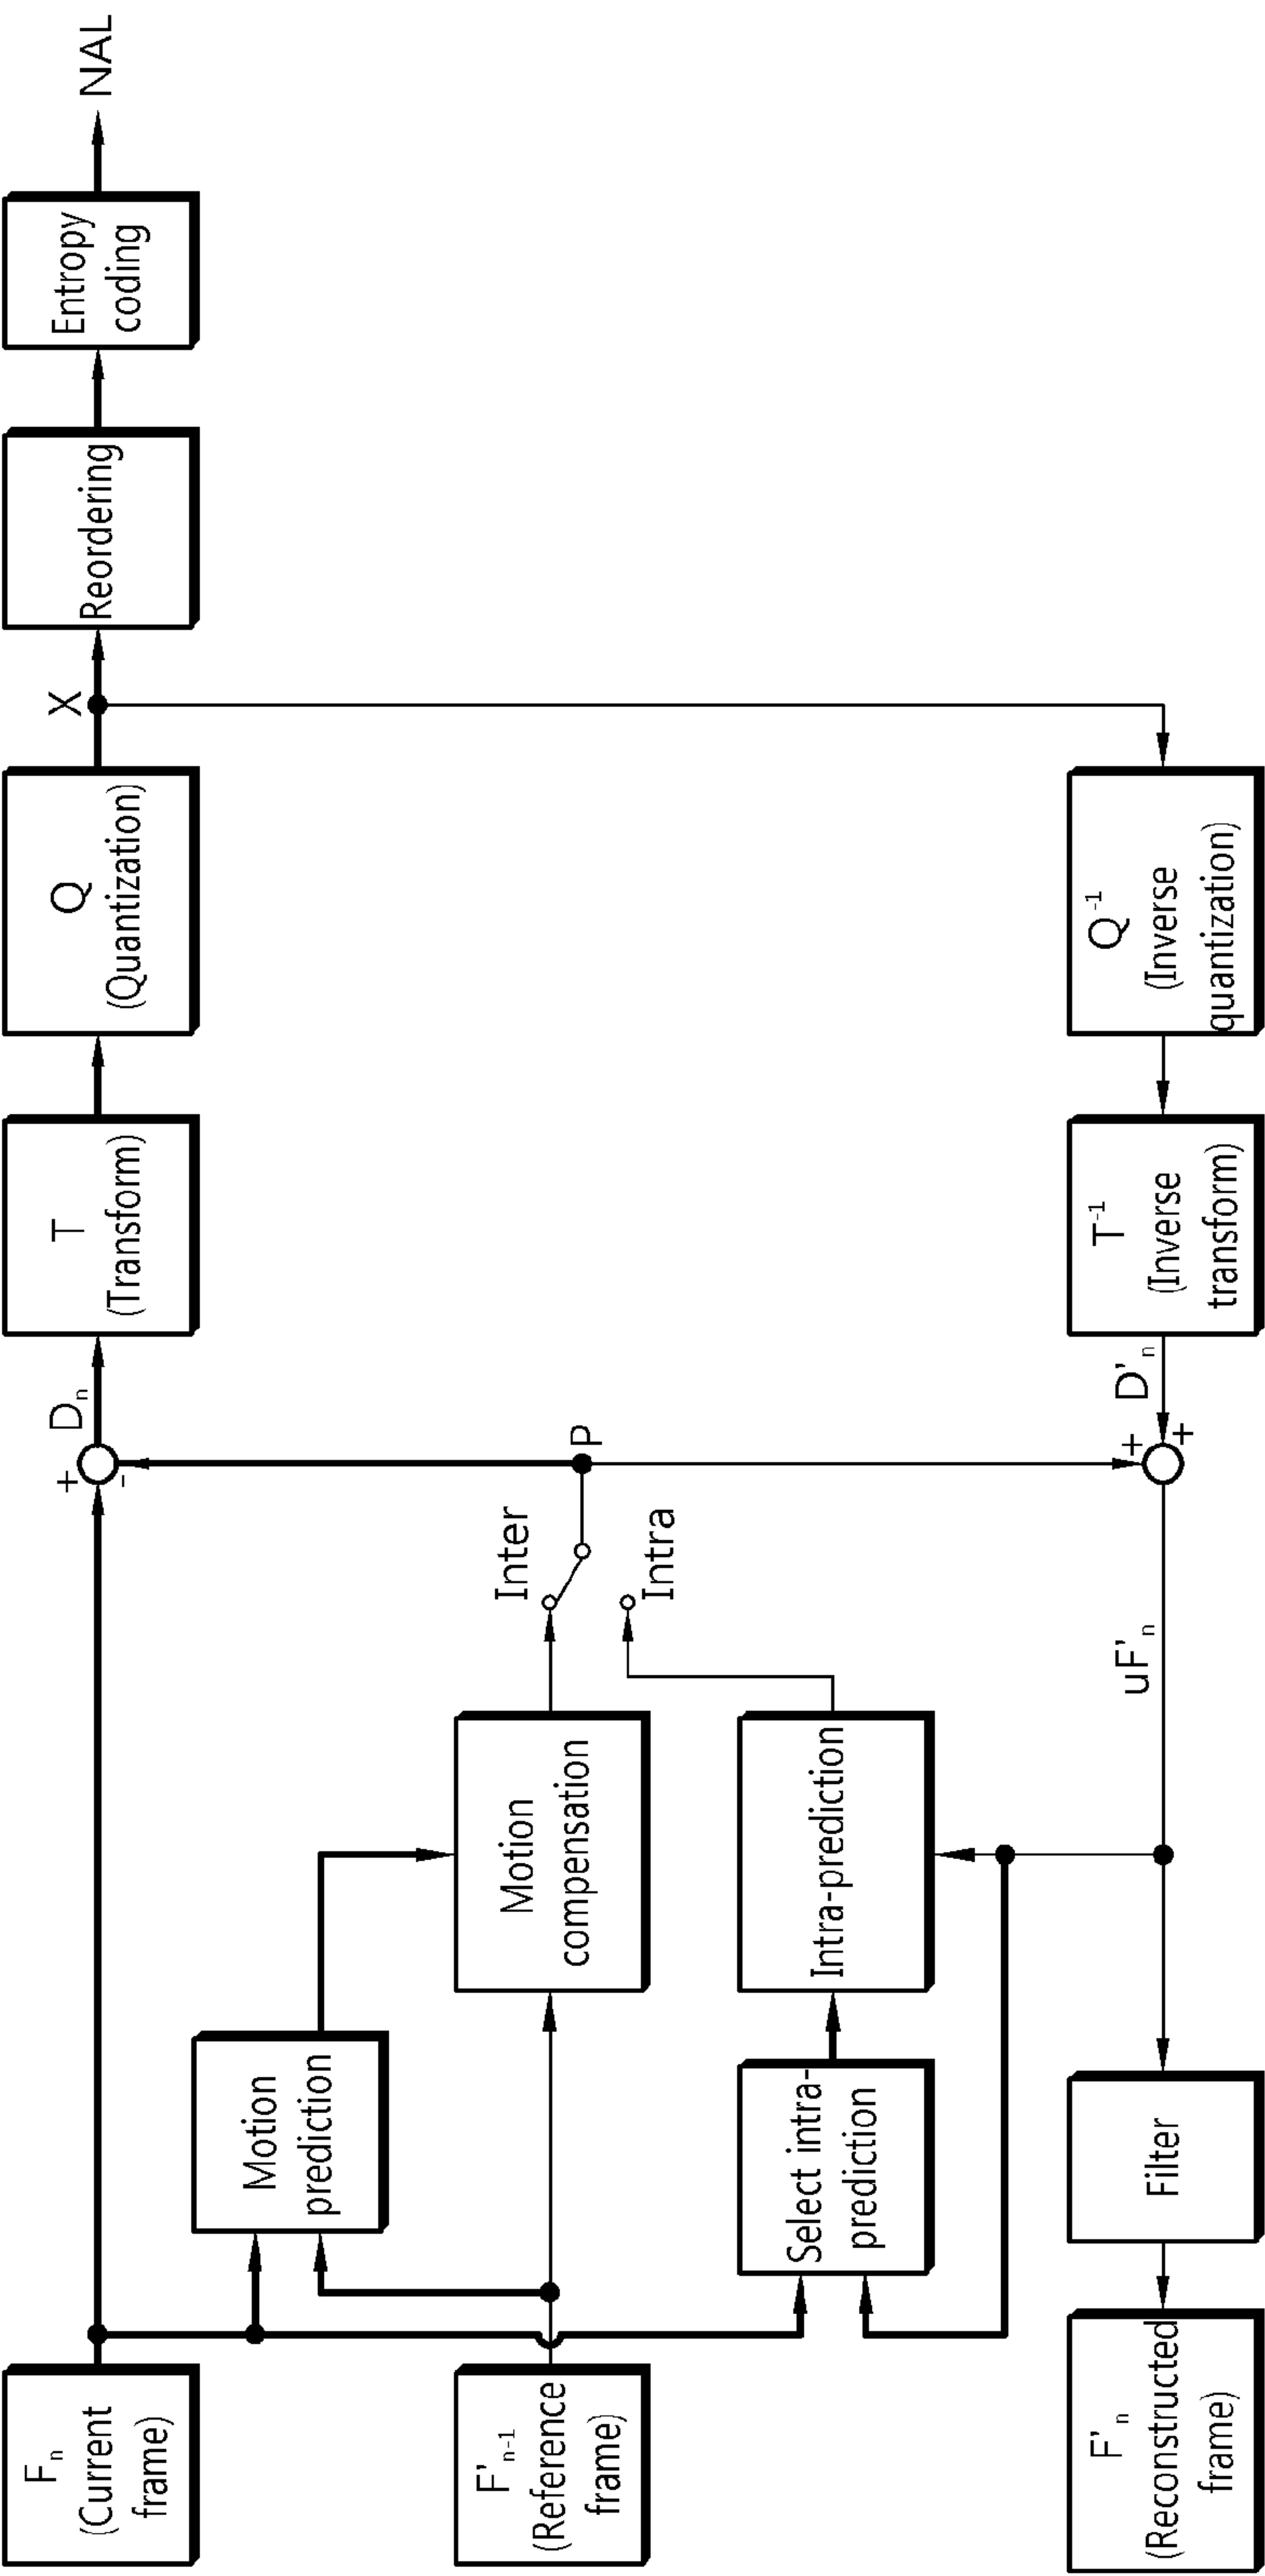 Fn
(Current
frame)
+
-
Dn
T
(Transform)
Q
(Quantization)
X
Reordering
Entropy
coding
NAL
Motion
prediction
F'n-1
(Reference
frame)
Motion
compensation
Inter
P
Intra
Select intra-
prediction
Intra-prediction
F'n
(Reconstructed
frame)
Filter
uF'n
+
+
D'n
T-1
(Inverse
transform)
Q-1
(Inverse
quantization)